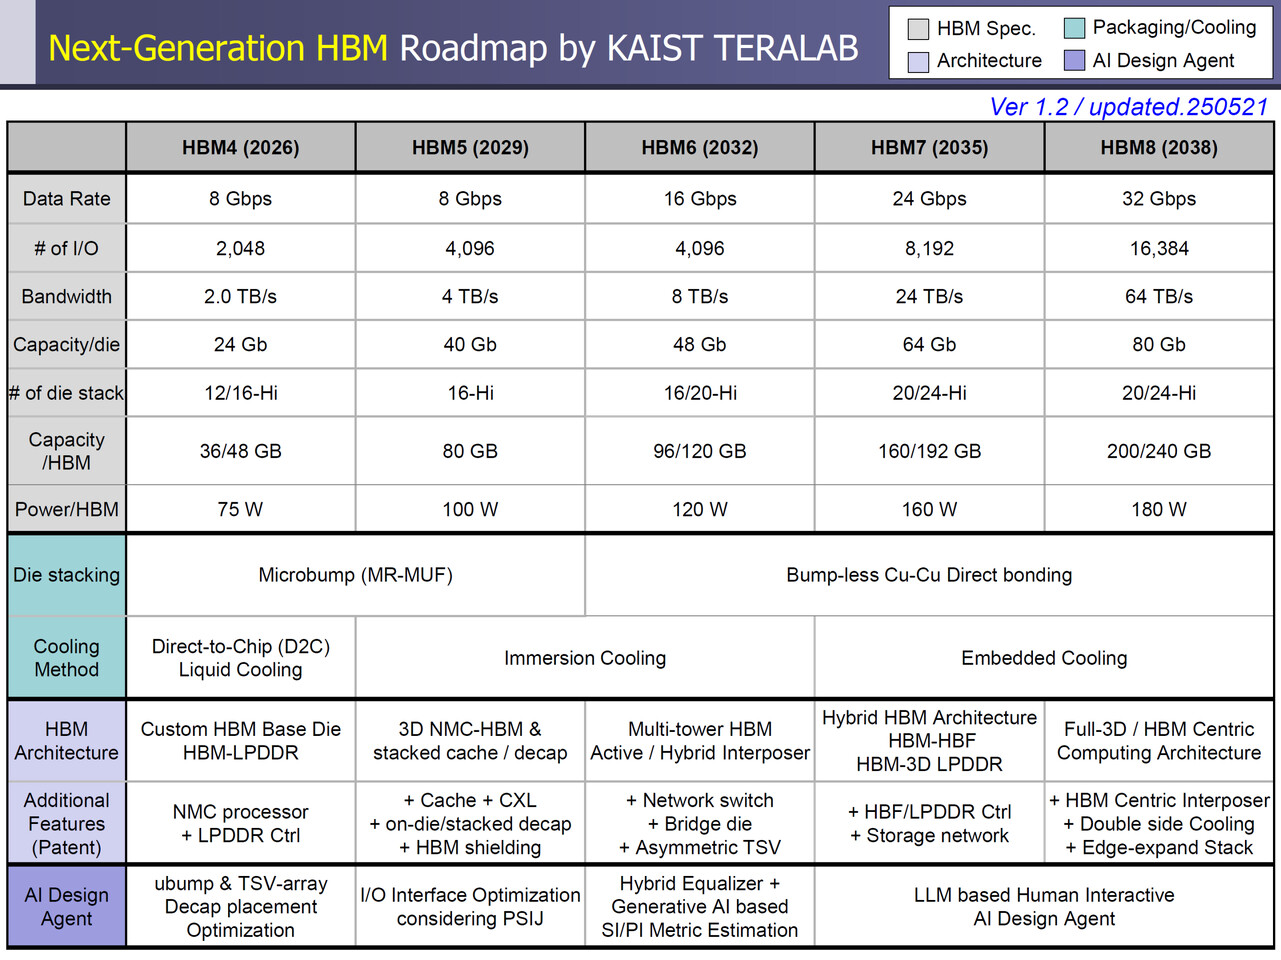 Next-Generation HBM Roadmap by KAIST TERALAB
HBM Spec.
Packaging/Cooling
Architecture
AI Design Agent
Ver 1.2 / updated.250521
HBM4 (2026)
HBM5 (2029)
HBM6 (2032)
HBM7 (2035)
HBM8 (2038)
Data Rate
8 Gbps
8 Gbps
16 Gbps
24 Gbps
32 Gbps
# of I/O
2,048
4,096
4,096
8,192
16,384
Bandwidth
2.0 TB/s
4 TB/s
8 TB/s
24 TB/s
64 TB/s
Capacity/die
24 Gb
40 Gb
48 Gb
64 Gb
80 Gb
# of die stack
12/16-Hi
16-Hi
16/20-Hi
20/24-Hi
20/24-Hi
Capacity
/HBM
36/48 GB
80 GB
96/120 GB
160/192 GB
200/240 GB
Power/HBM
75 W
100 W
120 W
160 W
180 W
Die stacking
Microbump (MR-MUF)
Bump-less Cu-Cu Direct bonding
Cooling
Method
Direct-to-Chip (D2C)
Liquid Cooling
Immersion Cooling
Embedded Cooling
HBM
Architecture
Custom HBM Base Die
HBM-LPDDR
3D NMC-HBM &
stacked cache / decap
Multi-tower HBM
Active / Hybrid Interposer
Hybrid HBM Architecture
HBM-HBF
HBM-3D LPDDR
Full-3D / HBM Centric
Computing Architecture
Additional
Features
(Patent)
NMC processor
+ LPDDR Ctrl
+ Cache + CXL
+ on-die/stacked decap
+ HBM shielding
+ Network switch
+ Bridge die
+ Asymmetric TSV
+ HBF/LPDDR Ctrl
+ Storage network
+ HBM Centric Interposer
+ Double side Cooling
+ Edge-expand Stack
AI Design
Agent
ubump & TSV-array
Decap placement
Optimization
I/O Interface Optimization
considering PSIJ
Hybrid Equalizer +
Generative AI based
SI/PI Metric Estimation
LLM based Human Interactive
AI Design Agent